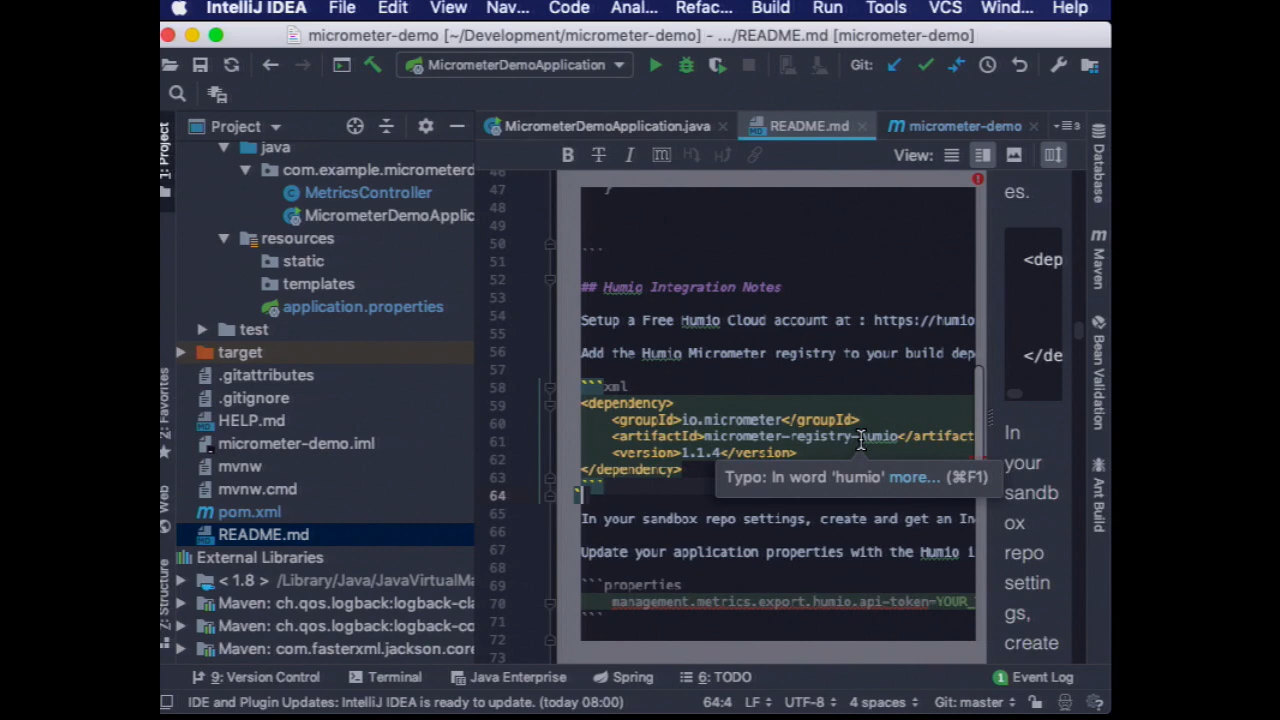 IntelliJ IDEA File Edit View Nav... Code Anal... Refac... Build Run Tools VCS Wind... Help
micrometer-demo [~/Development/micrometer-demo] - .../README.md [micrometer-demo]
MicrometerDemoApplication Git:
1: Project
Project
java
com.example.micrometerd
MetricsController
MicrometerDemoApplic
resources
static
templates
application.properties
test
target
.gitattributes
.gitignore
HELP.md
micrometer-demo.iml
mvnw
mvnw.cmd
pom.xml
README.md
External Libraries
< 1.8 > /Library/Java/JavaVirtualMa
Maven: ch.qos.logback:logback-cla
Maven: ch.qos.logback:logback-cor
Maven: com.fasterxml.jackson.core
2: Favorites
Web
Z: Structure
MicrometerDemoApplication.java README.md micrometer-demo
B T I m View:
46
47 }
48
49
50 ```
51
52 ## Humio Integration Notes
53
54 Setup a Free Humio Cloud account at : https://humio
55
56 Add the Humio Micrometer registry to your build dep
57
58 ```xml
59 <dependency>
60 <groupId>io.micrometer</groupId>
61 <artifactId>micrometer-registry-humio</artifact
62 <version>1.1.4</version>
63 </dependency>
64 ```
Typo: In word 'humio' more... (⌘F1)
65 In your sandbox repo settings, create and get an In
66
67 Update your application properties with the Humio i
68
69 ```properties
70 management.metrics.export.humio.api-token=YOUR_
71 ```
72
73
es.
<dep
</de
In
your
sandb
ox
repo
settin
gs,
create
Database
Maven
Bean Validation
Ant Build
9: Version Control Terminal Java Enterprise Spring 6: TODO 1 Event Log
IDE and Plugin Updates: IntelliJ IDEA is ready to update. (today 08:00) 64:4 LF UTF-8 4 spaces Git: master